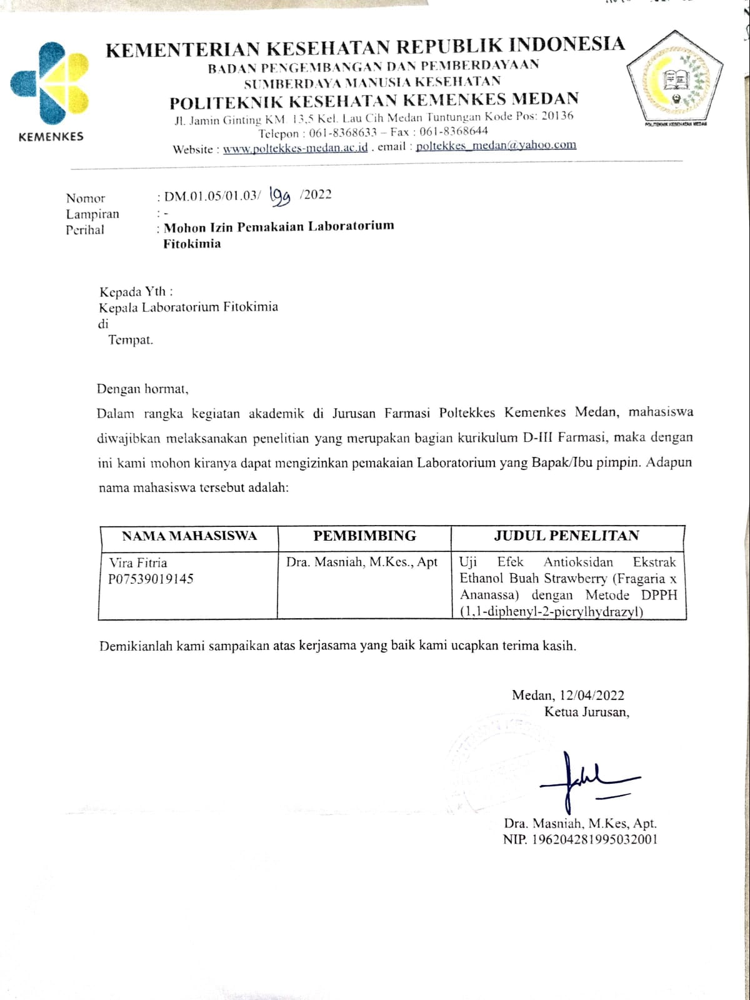 KEMENTERIAN KESEHATAN REPUBLIK INDONESIA
BADAN PENGEMBANGAN DAN PEMBERDAYAAN
SUMBERDAYA MANUSIA KESEHATAN
POLITEKNIK KESEHATAN KEMENKES MEDAN
Jl. Jamin Ginting KM. 13,5 Kel. Lau Cih Medan Tuntungan Kode Pos: 20136
Telepon : 061-8368633 – Fax : 061-8368644
Website : www.poltekkes-medan.ac.id . email : poltekkes_medan@yahoo.com
KEMENKES
POLITEKNIK KESEHATAN MEDAN
Nomor : DM.01.05/01.03/ 199 /2022
Lampiran : -
Perihal : Mohon Izin Pemakaian Laboratorium
Fitokimia
Kepada Yth :
Kepala Laboratorium Fitokimia
di
Tempat.
Dengan hormat,
Dalam rangka kegiatan akademik di Jurusan Farmasi Poltekkes Kemenkes Medan, mahasiswa
diwajibkan melaksanakan penelitian yang merupakan bagian kurikulum D-III Farmasi, maka dengan
ini kami mohon kiranya dapat mengizinkan pemakaian Laboratorium yang Bapak/Ibu pimpin. Adapun
nama mahasiswa tersebut adalah:
NAMA MAHASISWA PEMBIMBING JUDUL PENELITAN
Vira Fitria Dra. Masniah, M.Kes., Apt Uji Efek Antioksidan Ekstrak
P07539019145 Ethanol Buah Strawberry (Fragaria x
Ananassa) dengan Metode DPPH
(1,1-diphenyl-2-picrylhydrazyl)
Demikianlah kami sampaikan atas kerjasama yang baik kami ucapkan terima kasih.
Medan, 12/04/2022
Ketua Jurusan,
Dra. Masniah, M.Kes, Apt.
NIP. 196204281995032001